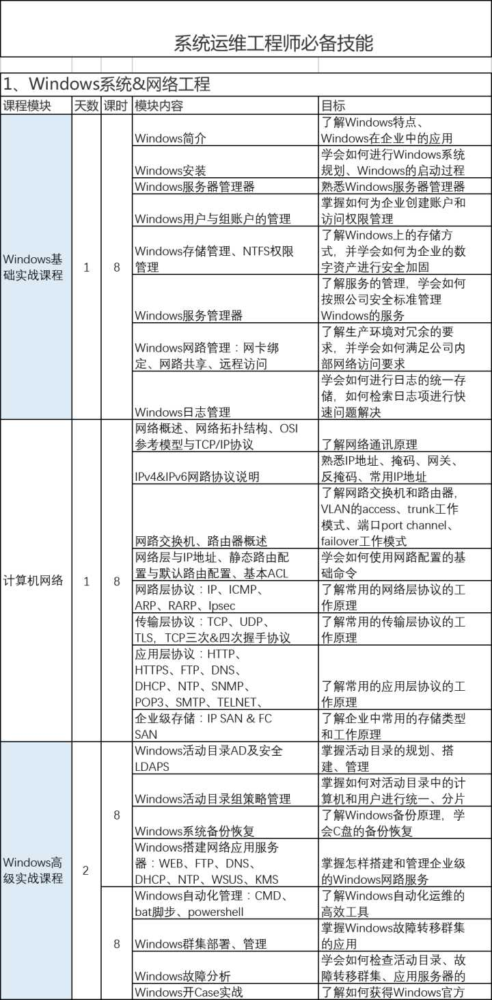 系统运维工程师必备技能
1、Windows系统&网络工程
课程模块 天数 课时 模块内容 目标
Windows基
础实战课程
1
8
Windows简介
了解Windows特点、
Windows在企业中的应用
Windows安装
学会如何进行Windows系统
规划、Windows的启动过程
Windows服务器管理器
熟悉Windows服务器管理器
Windows用户与组账户的管理
掌握如何为企业创建账户和
访问权限管理
Windows存储管理、NTFS权限
管理
了解Windows上的存储方
式，并学会如何为企业的数
字资产进行安全加固
Windows服务管理器
了解服务的管理，学会如何
按照公司安全标准管理
Windows的服务
Windows网路管理：网卡绑
定、网路共享、远程访问
了解生产环境对冗余的要
求，并学会如何满足公司内
部网络访问要求
Windows日志管理
学会如何进行日志的统一存
储，如何检索日志项进行快
速问题解决
计算机网络
1
8
网络概述、网络拓扑结构、OSI
参考模型与TCP/IP协议
了解网络通讯原理
IPv4&IPv6网路协议说明
熟悉IP地址、掩码、网关、
反掩码、常用IP地址
网路交换机、路由器概述
了解网路交换机和路由器，
VLAN的access、trunk工作
模式、端口port channel、
failover工作模式
网络层与IP地址、静态路由配
置与默认路由配置、基本ACL
学会如何使用网路配置的基
础命令
网路层协议：IP、ICMP、
ARP、RARP、Ipsec
了解常用的网络层协议的工
作原理
传输层协议：TCP、UDP、
TLS，TCP三次&四次握手协议
了解常用的传输层协议的工
作原理
应用层协议：HTTP、
HTTPS、FTP、DNS、
DHCP、NTP、SNMP、
POP3、SMTP、TELNET、
了解常用的应用层协议的工
作原理
企业级存储：IP SAN & FC
SAN
了解企业中常用的存储类型
和工作原理
Windows高
级实战课程
2
8
Windows活动目录AD及安全
LDAPS
掌握活动目录的规划、搭
建、管理
Windows活动目录组策略管理
掌握如何对活动目录中的计
算机和用户进行统一、分片
Windows系统备份恢复
了解Windows备份原理，学
会C盘的备份恢复
Windows搭建网络应用服务
器：WEB、FTP、DNS、
DHCP、NTP、WSUS、KMS
掌握怎样搭建和管理企业级
的Windows网路服务
8
Windows自动化管理：CMD、
bat脚步、powershell
了解Windows自动化运维的
高效工具
Windows群集部署、管理
掌握Windows故障转移群集
的应用
Windows故障分析
学会如何检查活动目录、故
障转移群集、应用服务器的
Windows开Case实战
了解如何获得Windows官方